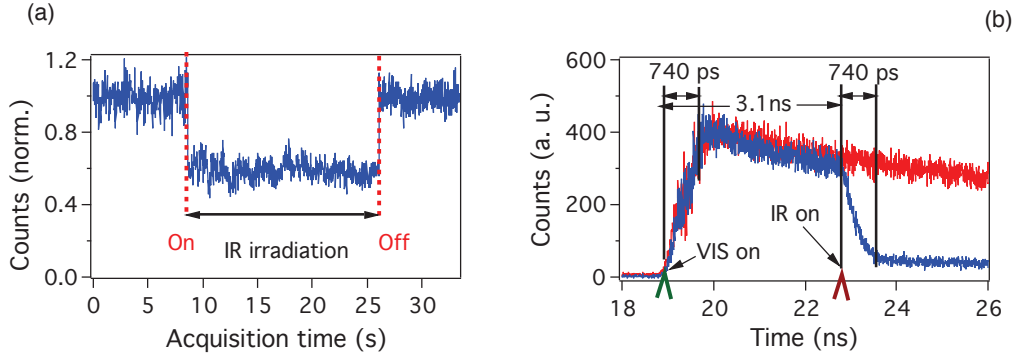 (a)
1.2
0.8
0.4
0.0
Counts (norm.)
On
IR irradiation
Off
0 5 10 15 20 25 30
Acquisition time (s)
(b)
600
400
200
0
Counts (a. u.)
740 ps
740 ps
3.1ns
IR on
VIS on
18 20 22 24 26
Time (ns)